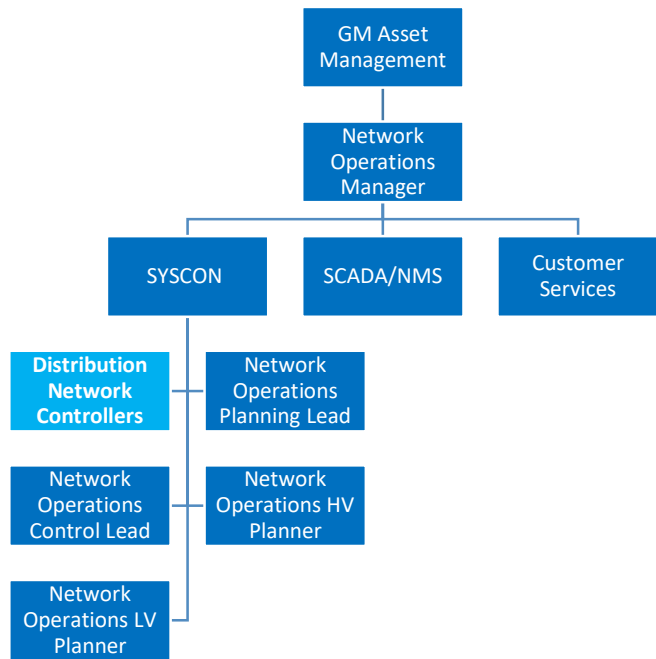 GM Asset
Management
Network
Operations
Manager
SYSCON
SCADA/NMS
Customer
Services
Distribution
Network
Controllers
Network
Operations
Planning Lead
Network
Operations
Control Lead
Network
Operations HV
Planner
Network
Operations LV
Planner